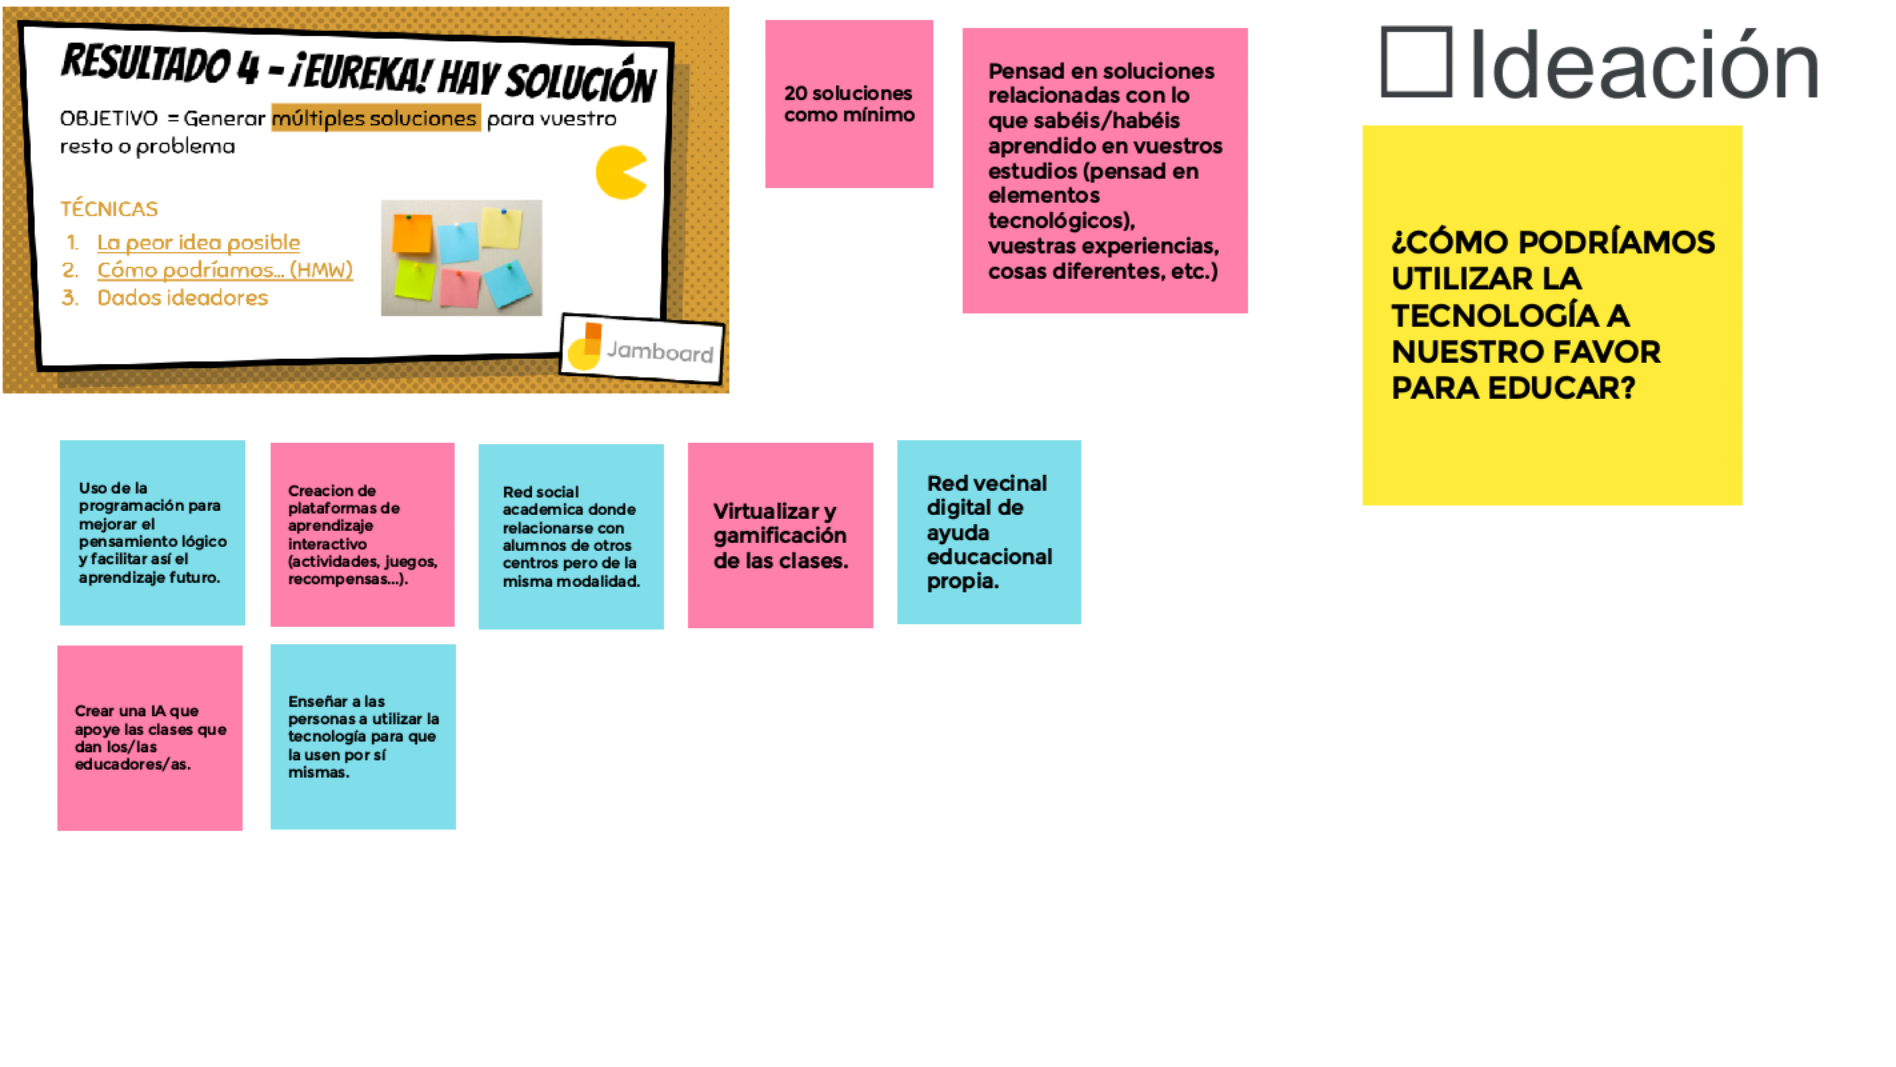 RESULTADO 4 - ¡EUREKA! HAY SOLUCIÓN
OBJETIVO = Generar múltiples soluciones para vuestro
resto o problema
TÉCNICAS
1. La peor idea posible
2. Cómo podríamos... (HMW)
3. Dados ideadores
Jamboard
20 soluciones
como mínimo
Pensad en soluciones
relacionadas con lo
que sabéis/habéis
aprendido en vuestros
estudios (pensad en
elementos
tecnológicos),
vuestras experiencias,
cosas diferentes, etc.)
Ideación
¿CÓMO PODRÍAMOS
UTILIZAR LA
TECNOLOGÍA A
NUESTRO FAVOR
PARA EDUCAR?
Uso de la
programación para
mejorar el
pensamiento lógico
y facilitar así el
aprendizaje futuro.
Creacion de
plataformas de
aprendizaje
interactivo
(actividades, juegos,
recompensas...).
Red social
academica donde
relacionarse con
alumnos de otros
centros pero de la
misma modalidad.
Virtualizar y
gamificación
de las clases.
Red vecinal
digital de
ayuda
educacional
propia.
Crear una IA que
apoye las clases que
dan los/las
educadores/as.
Enseñar a las
personas a utilizar la
tecnología para que
la usen por sí
mismas.